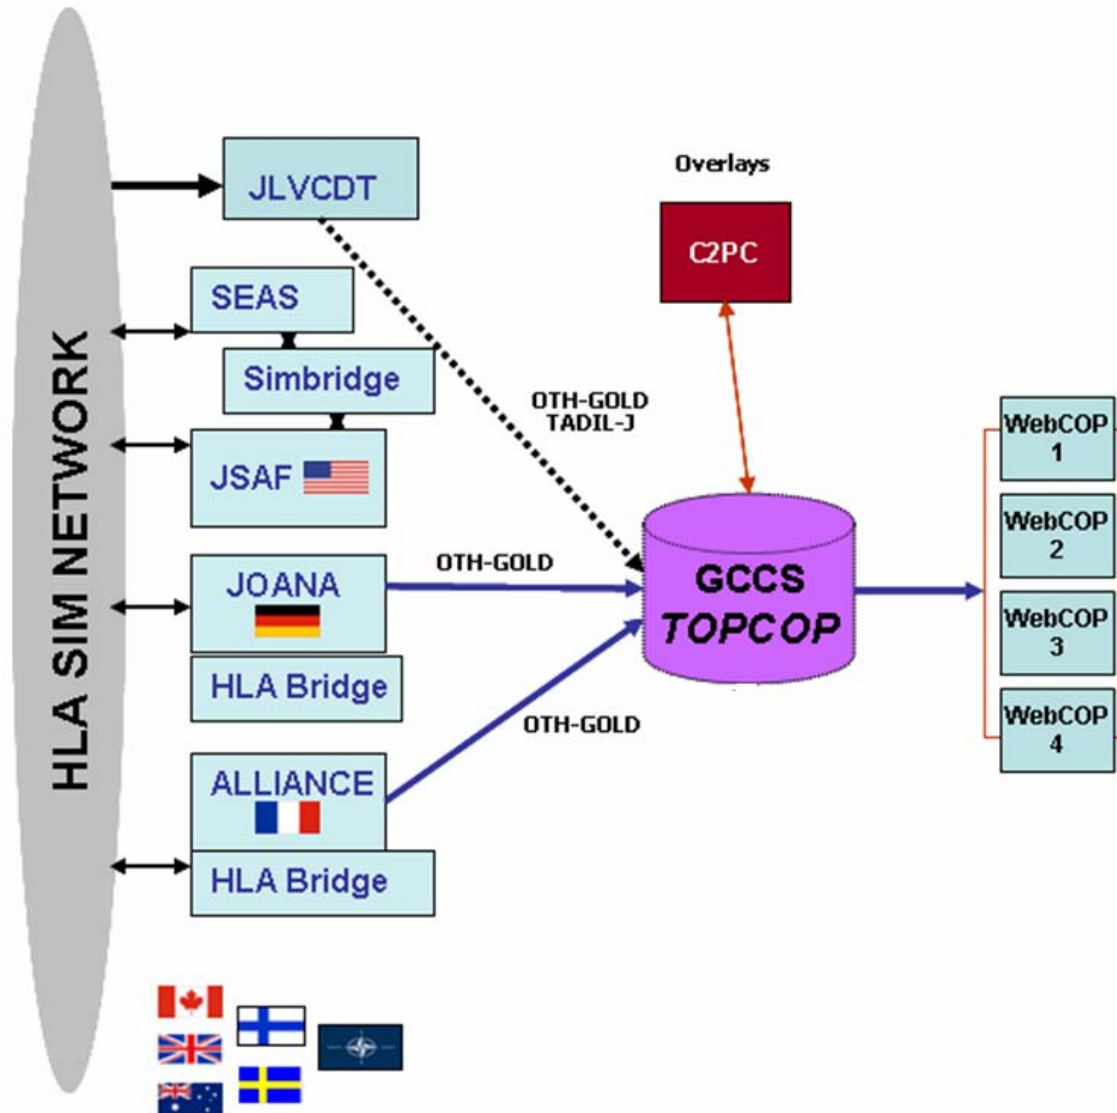 HLA SIM NETWORK
JLVCDT
Overlays
C2PC
SEAS
Simbridge
OTH-GOLD
TADIL-J
JSAF
WebCOP
1
WebCOP
2
WebCOP
3
WebCOP
4
JOANA
OTH-GOLD
GCCS
TOPCOP
HLA Bridge
OTH-GOLD
ALLIANCE
HLA Bridge